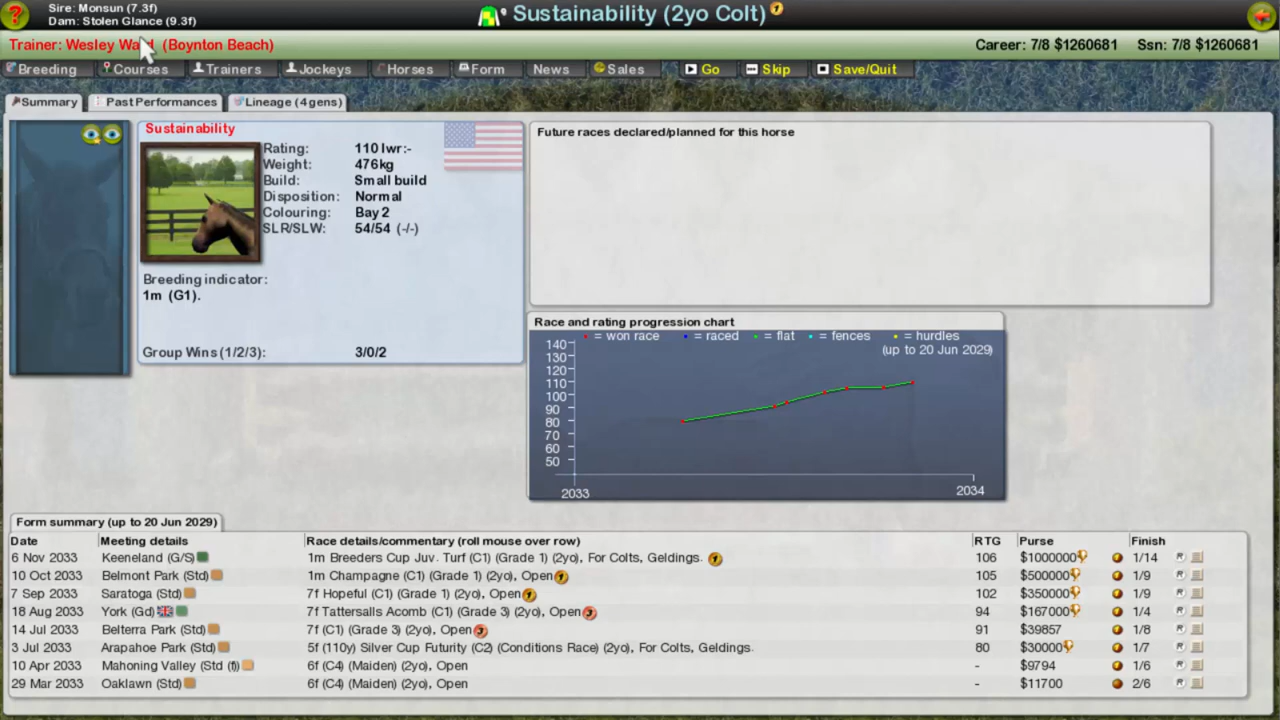 ?
Sire: Monsun (7.3f)
Dam: Stolen Glance (9.3f)
Sustainability (2yo Colt) 1
Trainer: Wesley (Boynton Beach)
Career: 7/8 $1260681 Ssn: 7/8 $1260681
Breeding Courses Trainers Jockeys Horses Form News Sales Go Skip Save/Quit
Summary Past Performances Lineage (4gens)
Sustainability
Rating: 110 lwr:-
Weight: 476kg
Build: Small build
Disposition: Normal
Colouring: Bay 2
SLR/SLW: 54/54 (-/-)
Breeding indicator:
1m (G1).
Group Wins (1/2/3): 3/0/2
Future races declared/planned for this horse
Race and rating progression chart
= won race = raced = flat = fences = hurdles
(up to 20 Jun 2029)
140
130
120
110
100
90
80
70
60
50
2033 2034
Form summary (up to 20 Jun 2029)
Date Meeting details Race details/commentary (roll mouse over row) RTG Purse Finish
6 Nov 2033 Keeneland (G/S) 1m Breeders Cup Juv. Turf (C1) (Grade 1) (2yo), For Colts, Geldings. 1 106 $1000000 1/14 R
10 Oct 2033 Belmont Park (Std) 1m Champagne (C1) (Grade 1) (2yo), Open 1 105 $500000 1/9 R
7 Sep 2033 Saratoga (Std) 7f Hopeful (C1) (Grade 1) (2yo), Open 1 102 $350000 1/9 R
18 Aug 2033 York (Gd) 7f Tattersalls Acomb (C1) (Grade 3) (2yo), Open 3 94 $167000 1/4 R
14 Jul 2033 Belterra Park (Std) 7f (C1) (Grade 3) (2yo), Open 3 91 $39857 1/8 R
3 Jul 2033 Arapahoe Park (Std) 5f (110y) Silver Cup Futurity (C2) (Conditions Race) (2yo), For Colts, Geldings. 80 $30000 1/7 R
10 Apr 2033 Mahoning Valley (Std (f)) 6f (C4) (Maiden) (2yo), Open - $9794 1/6 R
29 Mar 2033 Oaklawn (Std) 6f (C4) (Maiden) (2yo), Open - $11700 2/6 R